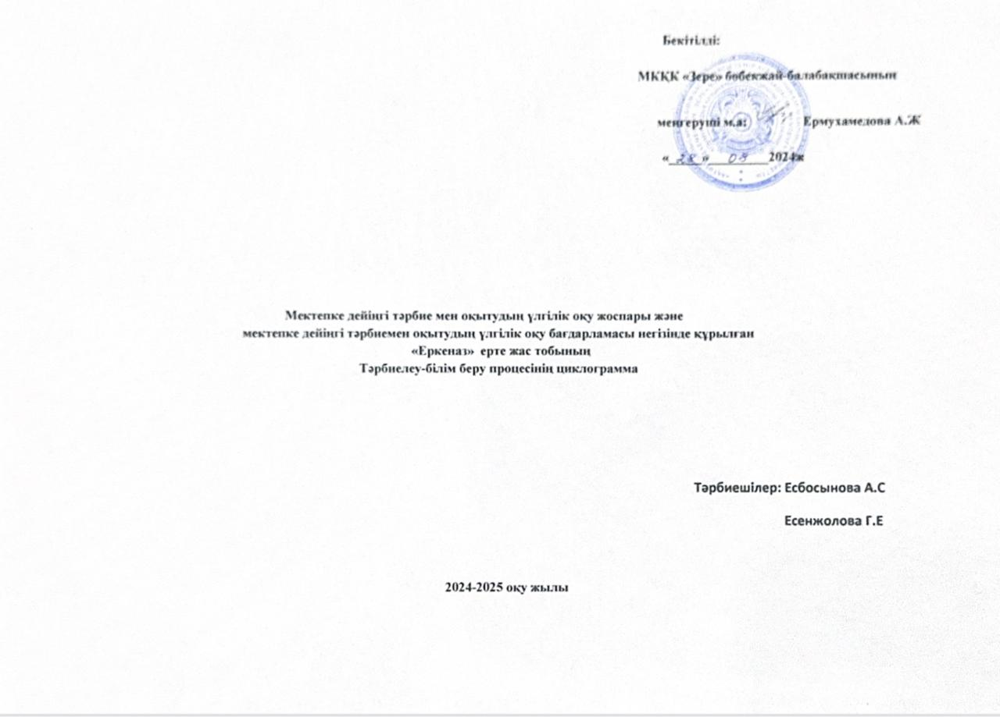 Бекітілді:
МКҚК «Зере» бөбекжай-балабақшасының
меңгеруші м.а: Ермухамедова А.Ж
«28» 08 2024ж
Мектепке дейінгі тәрбие мен оқытудың үлгілік оқу жоспары және
мектепке дейінгі тәрбиемен оқытудың үлгілік оқу бағдарламасы негізінде құрылған
«Еркеназ» ерте жас тобының
Тәрбиелеу-білім беру процесінің циклограмма
Тәрбиешілер: Есбосынова А.С
Есенжолова Г.Е
2024-2025 оқу жылы